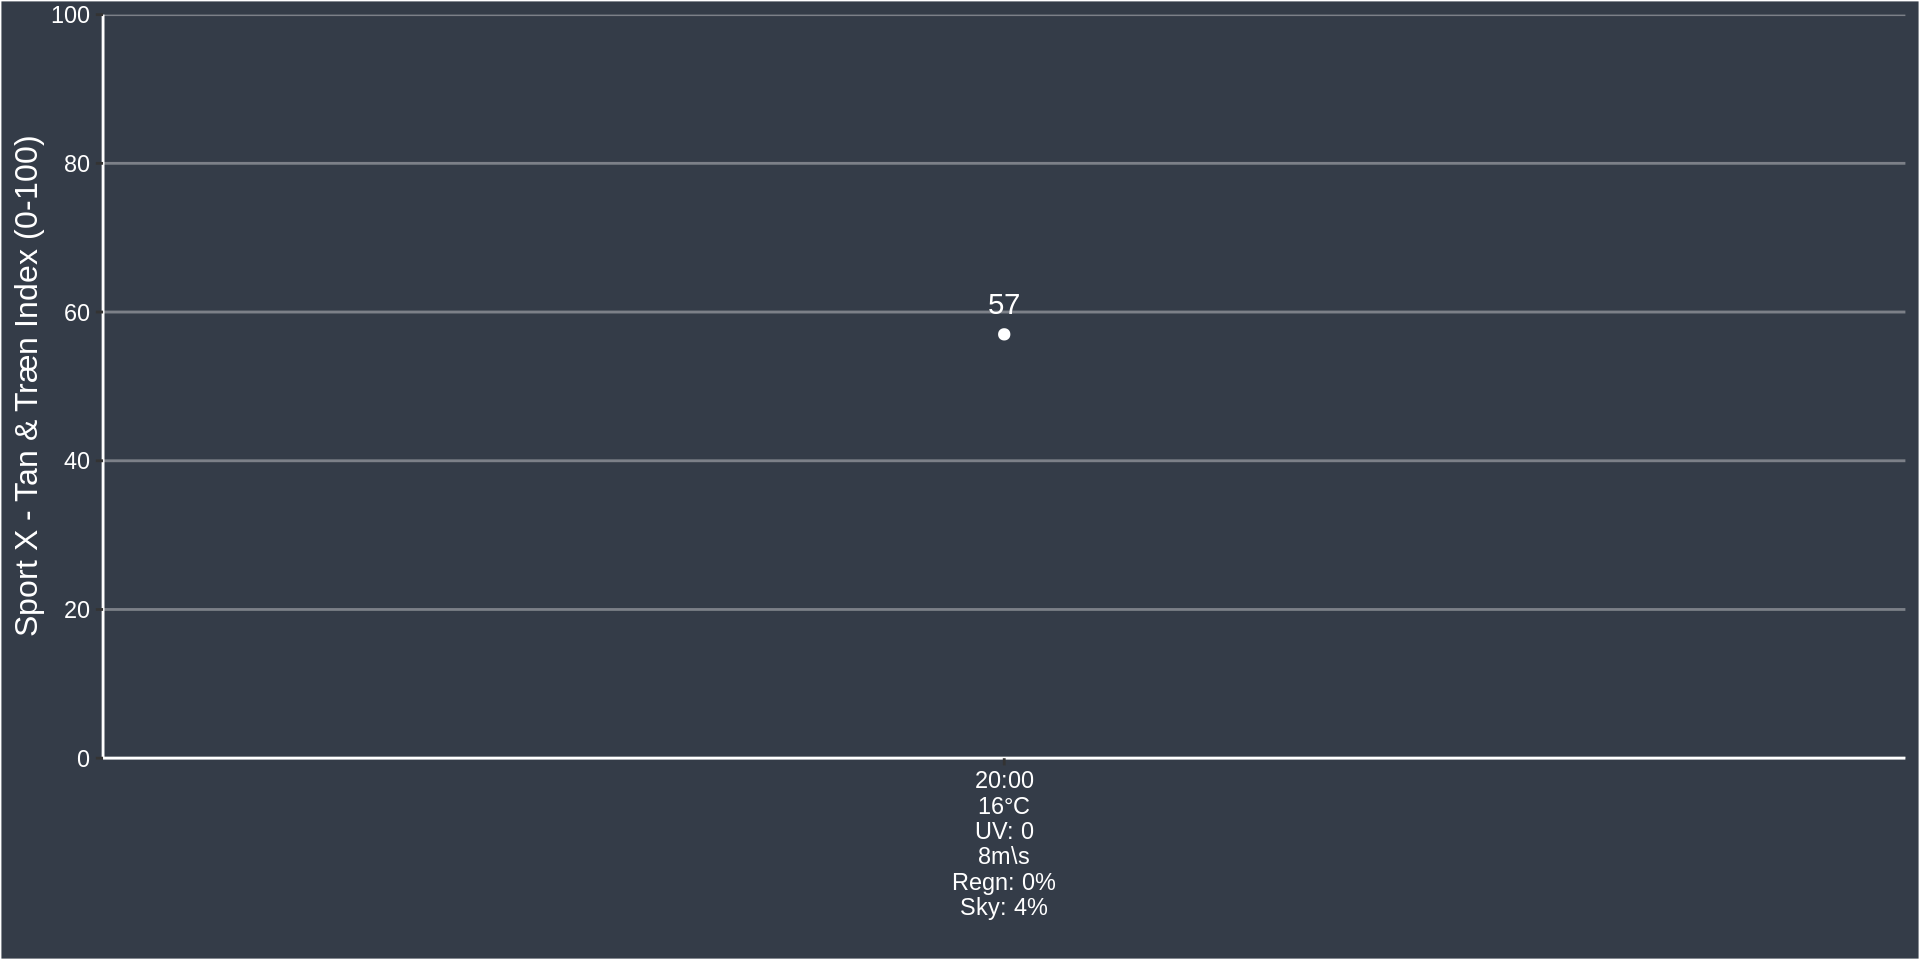 Sport X - Tan & Træn Index (0-100)
100
80
60
40
20
0
57
20:00
16°C
UV: 0
8m\s
Regn: 0%
Sky: 4%